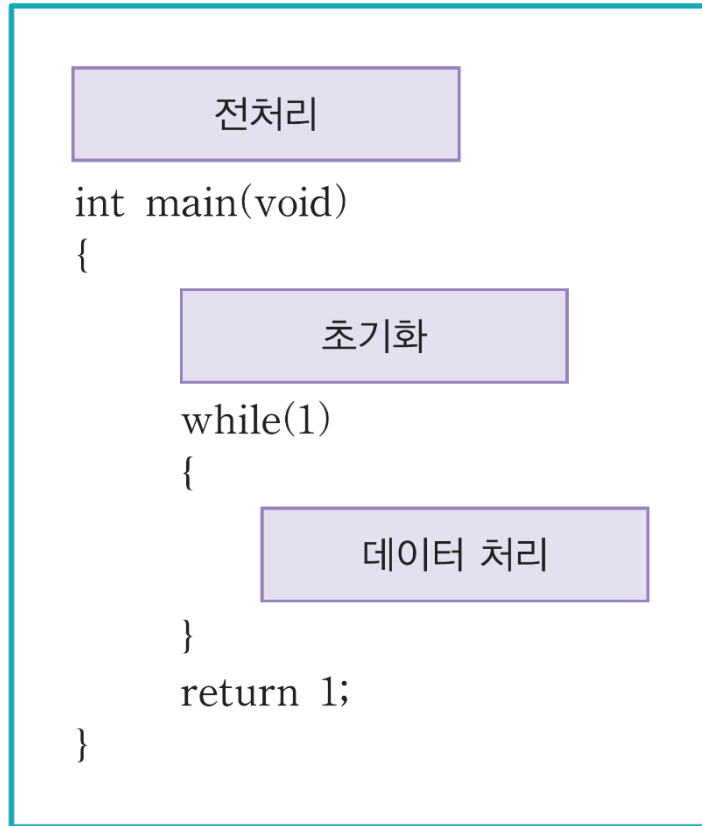 전처리
int main(void)
{
초기화
while(1)
{
데이터 처리
}
return 1;
}